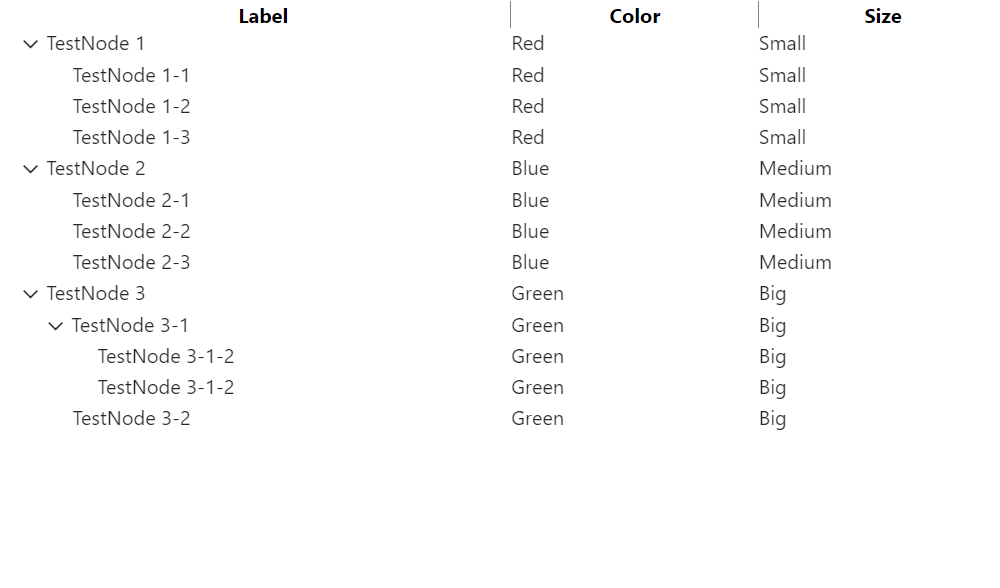 Label Color Size
TestNode 1 Red Small
TestNode 1-1 Red Small
TestNode 1-2 Red Small
TestNode 1-3 Red Small
TestNode 2 Blue Medium
TestNode 2-1 Blue Medium
TestNode 2-2 Blue Medium
TestNode 2-3 Blue Medium
TestNode 3 Green Big
TestNode 3-1 Green Big
TestNode 3-1-2 Green Big
TestNode 3-1-2 Green Big
TestNode 3-2 Green Big